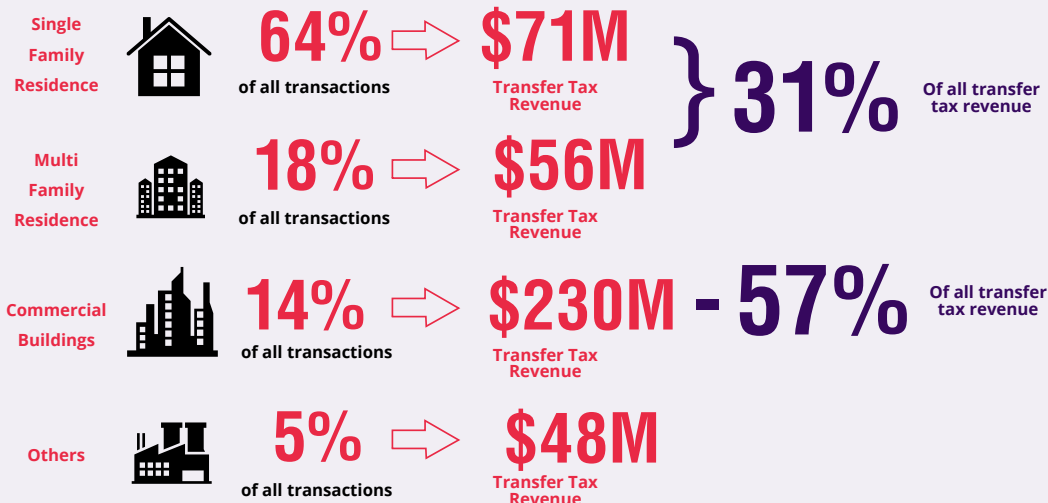 Single
Family
Residence
64%
of all transactions
$71M
Transfer Tax
Revenue
}
31%
Of all transfer
tax revenue
Multi
Family
Residence
18%
of all transactions
$56M
Transfer Tax
Revenue
Commercial
Buildings
14%
of all transactions
$230M
Transfer Tax
Revenue
- 57%
Of all transfer
tax revenue
Others
5%
of all transactions
$48M
Transfer Tax
Revenue